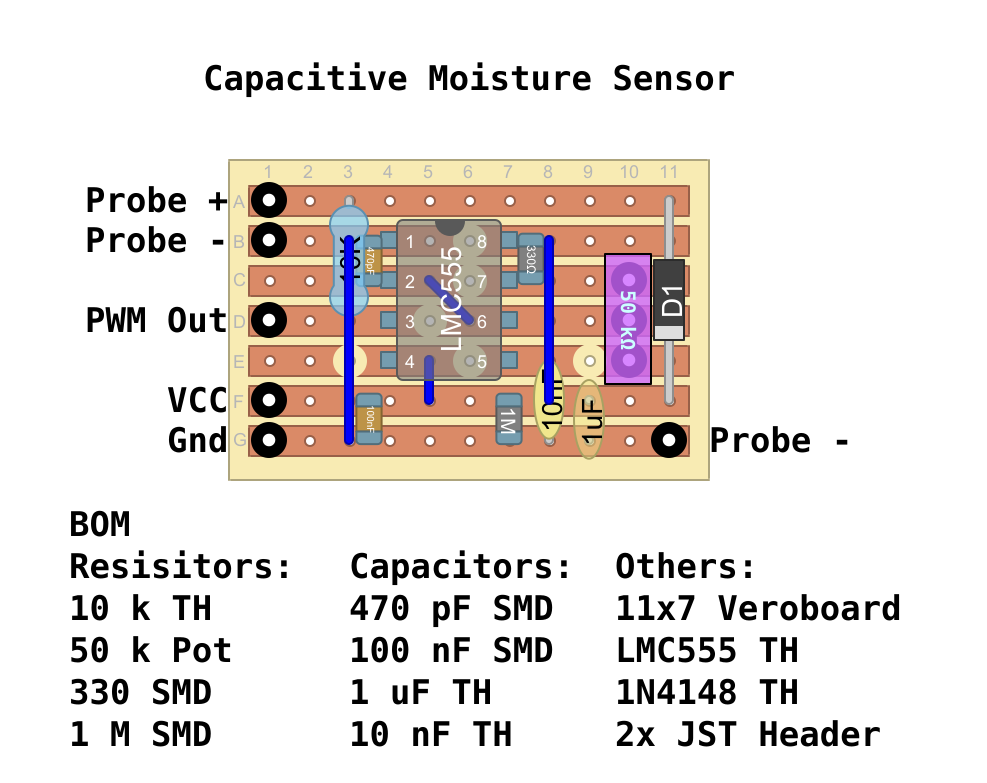 Capacitive Moisture Sensor
1 2 3 4 5 6 7 8 9 10 11
Probe + A
Probe - B
C
PWM Out D
E
VCC F
Gnd G
10K
470pF
100nF
1 8
2 7
3 6
4 5
LMC555
330Ω
1M
10nF
1uF
50 kΩ
D1
Probe -
BOM
Resisitors: Capacitors: Others:
10 k TH 470 pF SMD 11x7 Veroboard
50 k Pot 100 nF SMD LMC555 TH
330 SMD 1 uF TH 1N4148 TH
1 M SMD 10 nF TH 2x JST Header